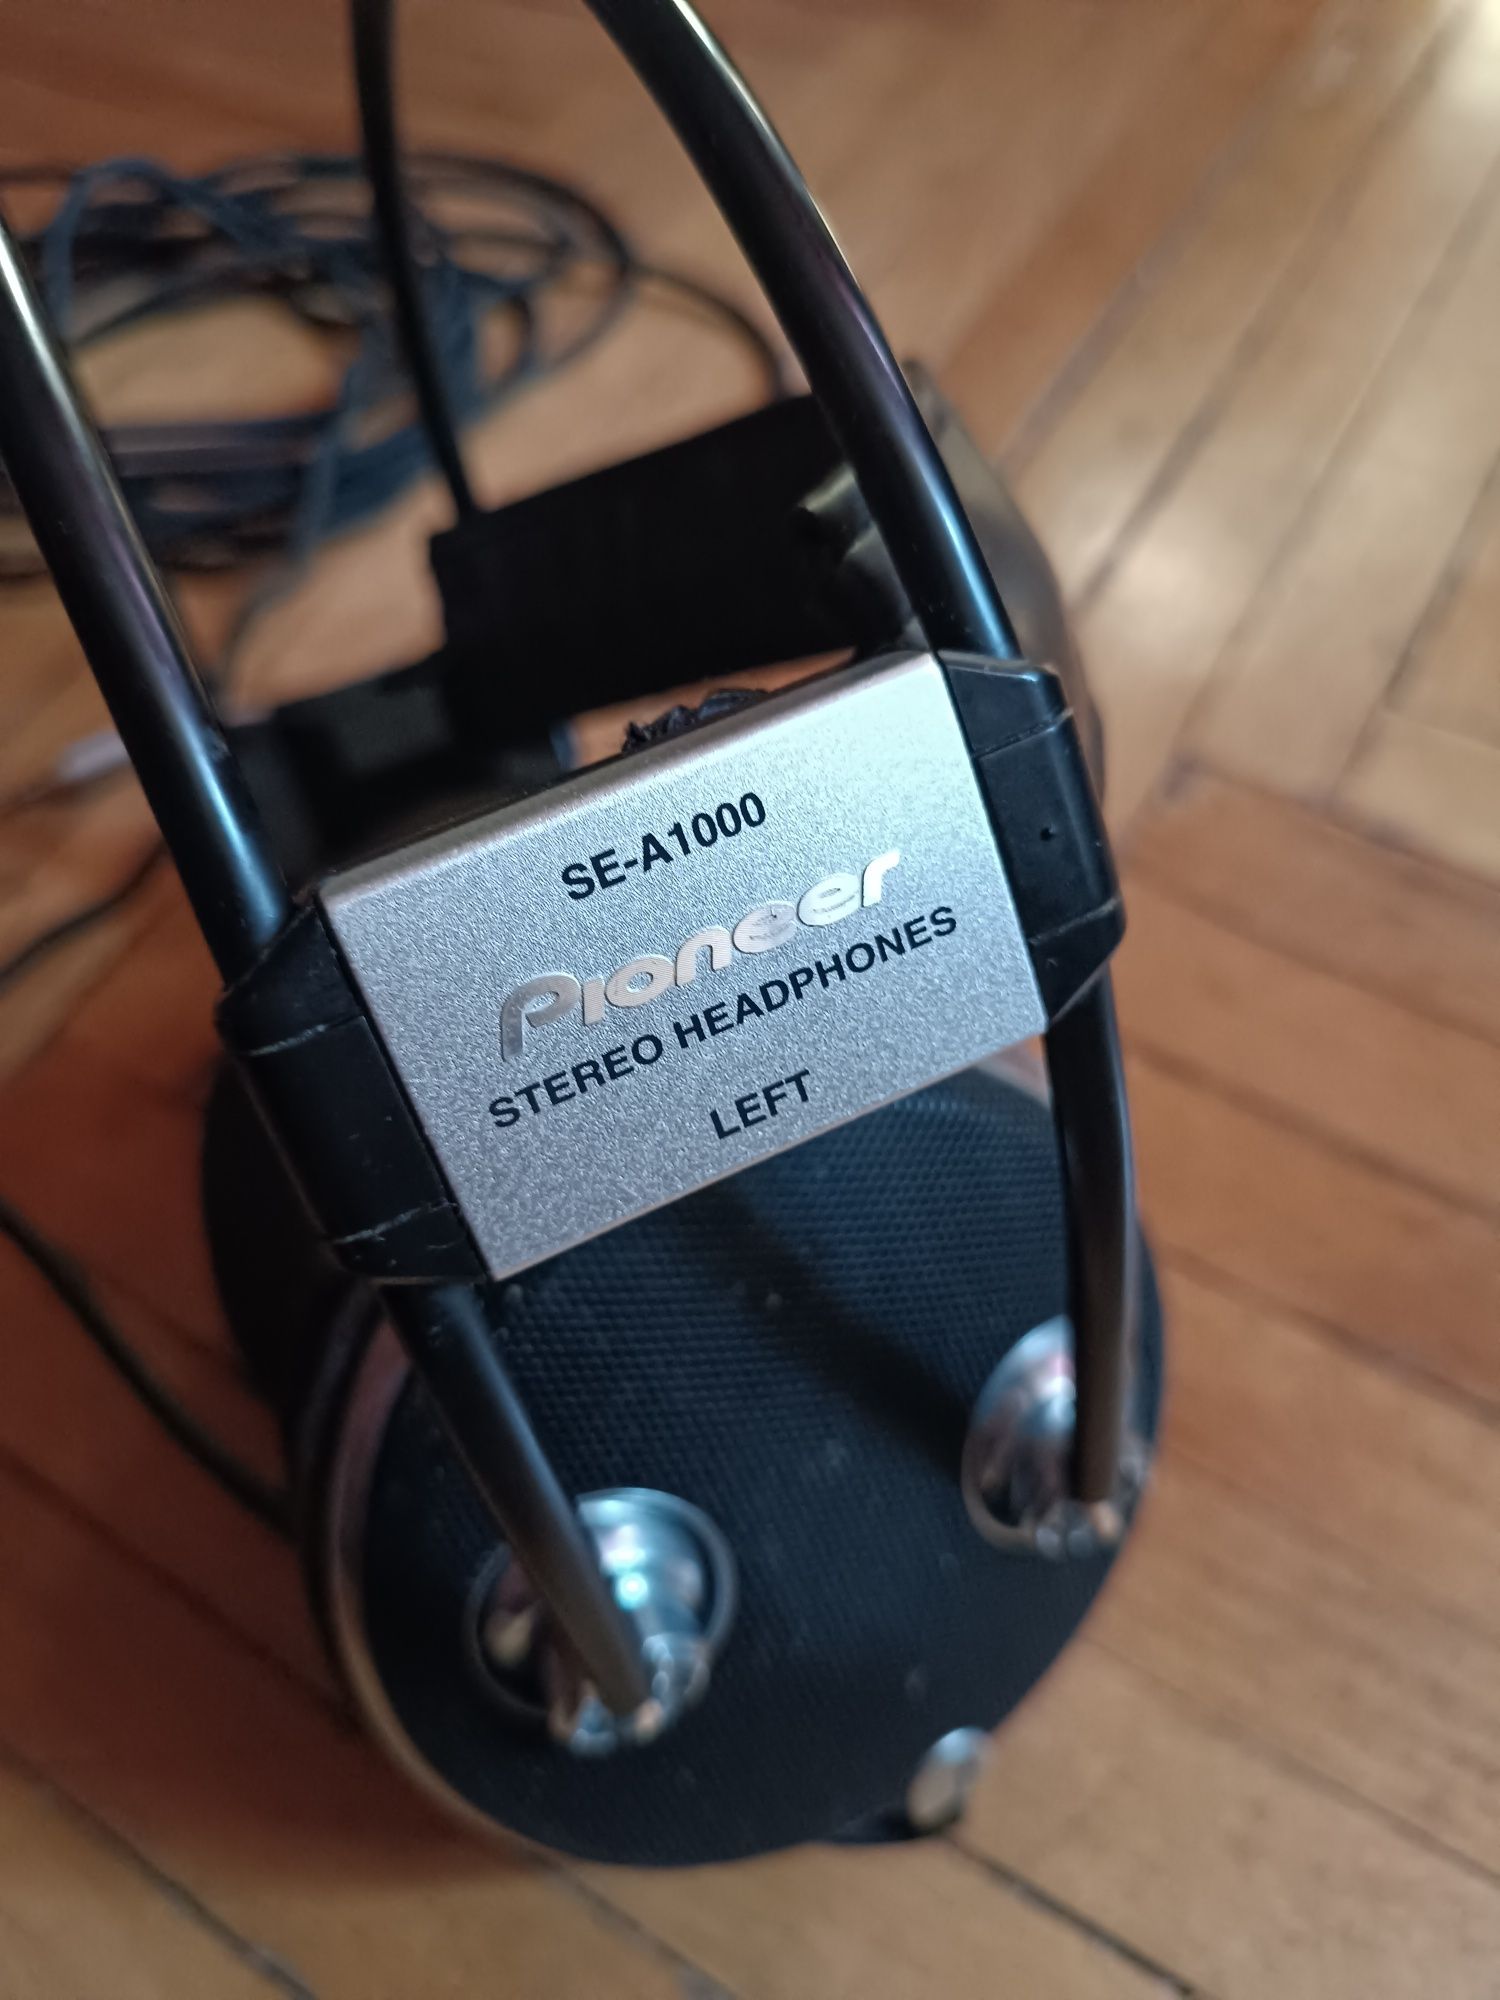 SE-A1000
Pioneer
STEREO HEADPHONES
LEFT